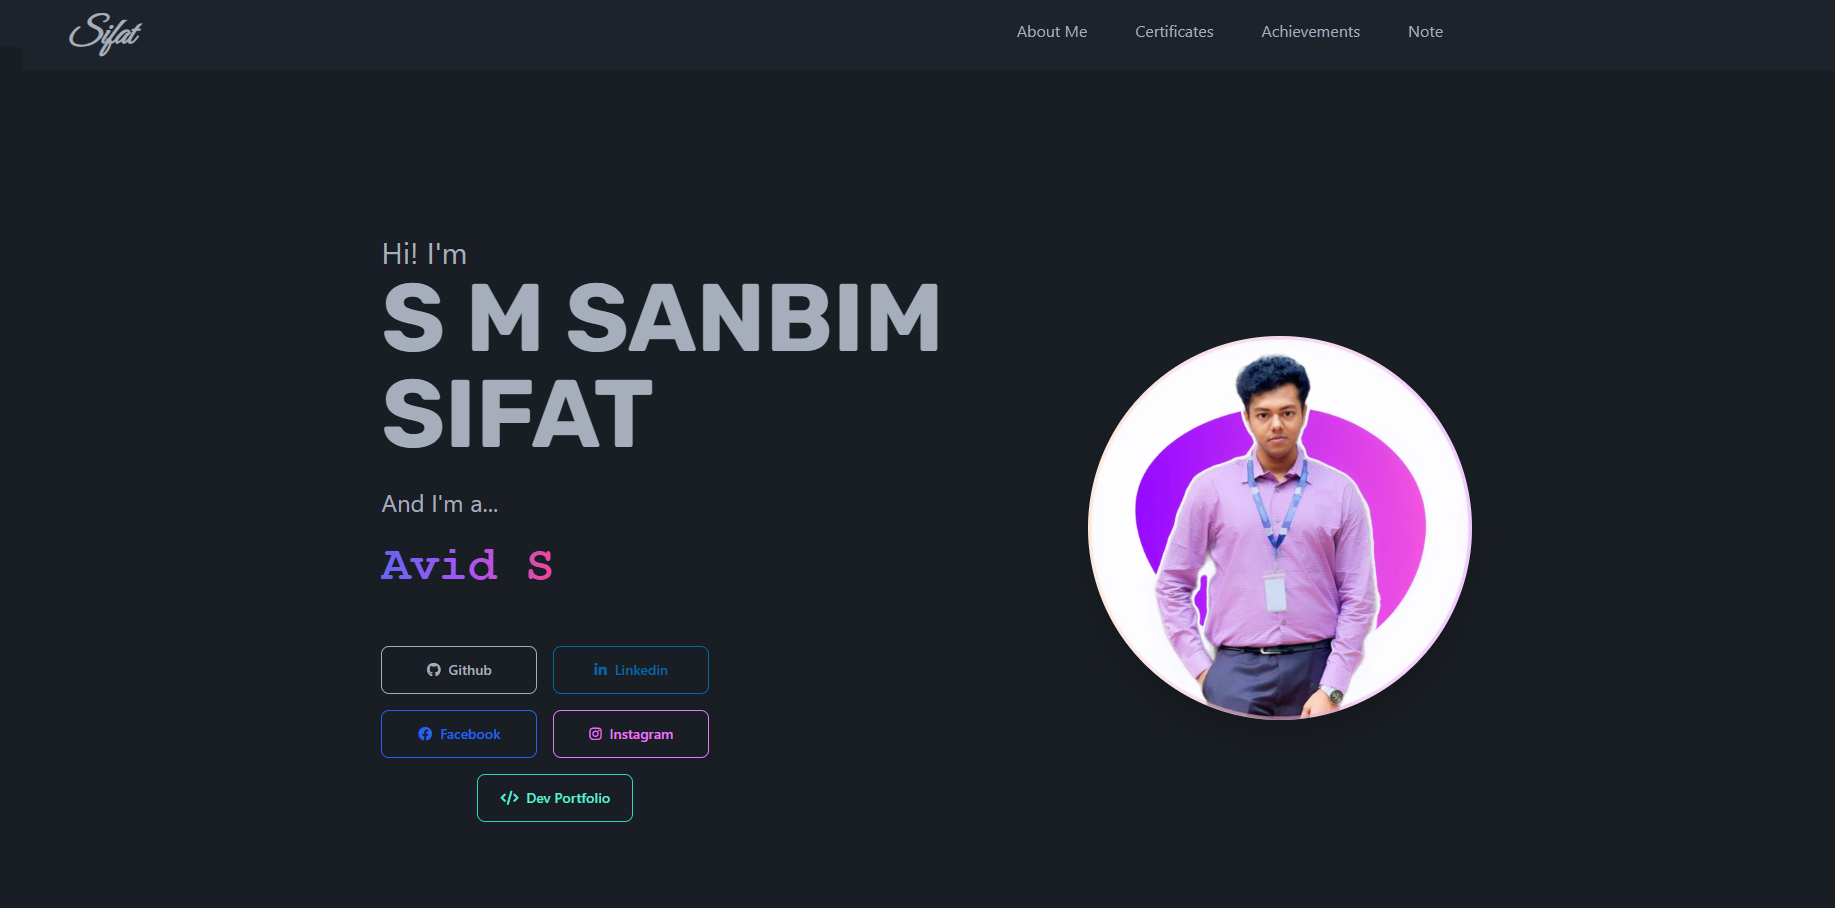 Sifat
About Me Certificates Achievements Note
Hi! I'm
S M SANBIM
SIFAT
And I'm a...
Avid S
Github Linkedin
Facebook Instagram
</> Dev Portfolio